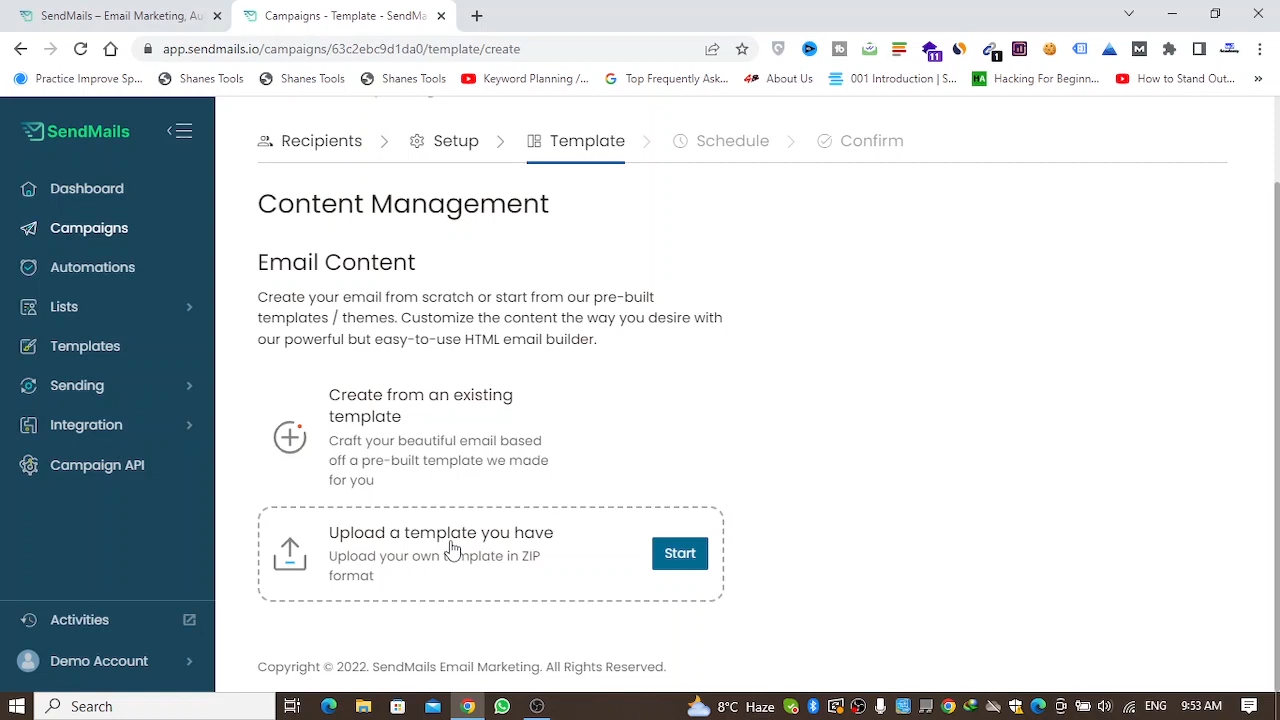 SendMails – Email Marketing, Au
Campaigns - Create - Ma
app.sendmails.io/campaigns/63c2ebc9d1da0/template/create
Practice Improve Sp...
Shanes Tools
Shanes Tools
Shanes Tools
Keyword Planning /...
Top Frequently Ask...
About Us
001 Introduction | S...
Hacking For Beginn...
How to Stand Out...
SendMails
Dashboard
Campaigns
Automations
Lists
Templates
Sending
Integration
Campaign API
Activities
Demo Account
Recipients
Setup
Template
Schedule
Confirm
Content Management
Email Content
Create your email from scratch or start from our pre-built
templates / themes. Customize the content the way you desire with
our powerful but easy-to-use HTML email builder.
Create from an existing
template
Craft your beautiful email based
off a pre-built template we made
for you
Upload a template you have
Upload your own template in ZIP
format
Start
Copyright © 2022. SendMails Email Marketing. All Rights Reserved.
Search
8°C Haze
ENG
9:51 AM